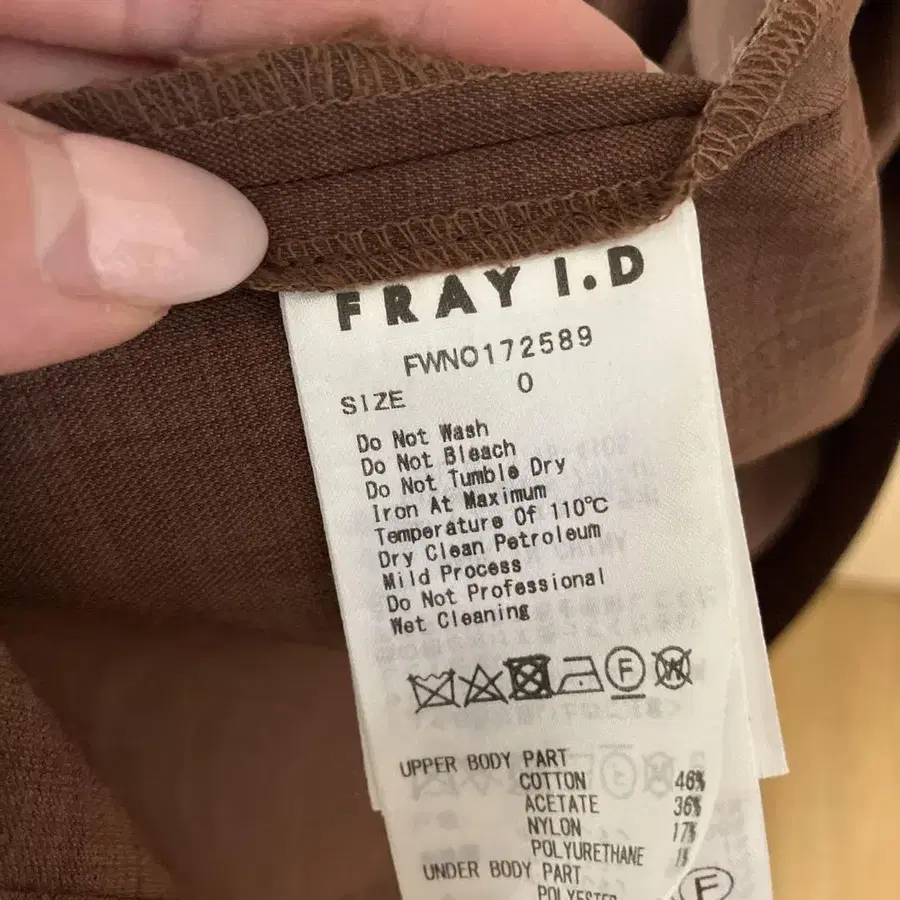 FRAY I.D
FWNO172589
SIZE 0
Do Not Wash
Do Not Bleach
Do Not Tumble Dry
Iron At Maximum
Temperature Of 110℃
Dry Clean Petroleum
Mild Process
Do Not Professional
Wet Cleaning
F W
UPPER BODY PART
COTTON 46%
ACETATE 36%
NYLON 17%
POLYURETHANE 1%
UNDER BODY PART
POLYESTER
F